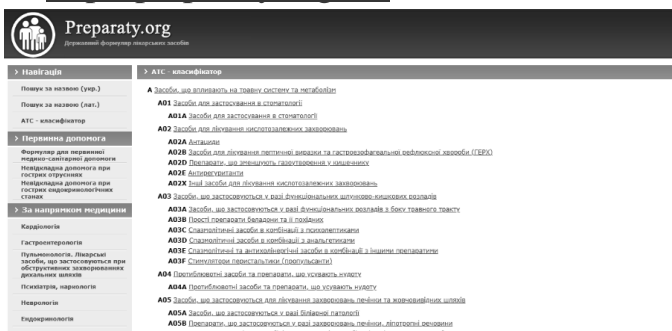 Preparaty.org
Державний формуляр лікарських засобів
> Навігація
Пошук за назвою (укр.)
Пошук за назвою (лат.)
АТС - класифікатор
> Первинна допомога
Формуляр для первинної
медико-санітарної допомоги
Невідкладна допомога при
гострих отруєннях
Невідкладна допомога при
гострих ендокринологічних
станах
> За напрямком медицини
Кардіологія
Гастроентерологія
Пульмонологія. Лікарські
засоби, що застосовуються при
обструктивних захворюваннях
дихальних шляхів
Психіатрія, наркологія
Неврологія
Ендокринологія
> АТС - класифікатор
A Засоби, що впливають на травну систему та метаболізм
A01 Засоби для застосування в стоматології
A01A Засоби для застосування в стоматології
A02 Засоби для лікування кислотозалежних захворювань
A02A Антациди
A02B Засоби для лікування пептичної виразки та гастроезофагеальної рефлюксної хвороби (ГЕРХ)
A02D Препарати, що зменшують газоутворення у кишечнику
A02E Антирегургітанти
A02X Інші засоби для лікування кислотозалежних захворювань
A03 Засоби, що застосовуються у разі функціональних шлунково-кишкових розладів
A03A Засоби, що застосовуються у разі функціональних розладів з боку травного тракту
A03B Прості препарати беладони та її похідних
A03C Спазмолітичні засоби в комбінації з психолептиками
A03D Спазмолітичні засоби в комбінації з анальгетиками
A03E Спазмолітичні та антихолінергічні засоби в комбінації з іншими препаратами
A03F Стимулятори перистальтики (пропульсанти)
A04 Протиблювотні засоби та препарати, що усувають нудоту
A04A Протиблювотні засоби та препарати, що усувають нудоту
A05 Засоби, що застосовуються для лікування захворювань печінки та жовчовивідних шляхів
A05A Засоби, що застосовуються у разі біліарної патології
A05B Препарати, що застосовуються у разі захворювань печінки, ліпотропні речовини